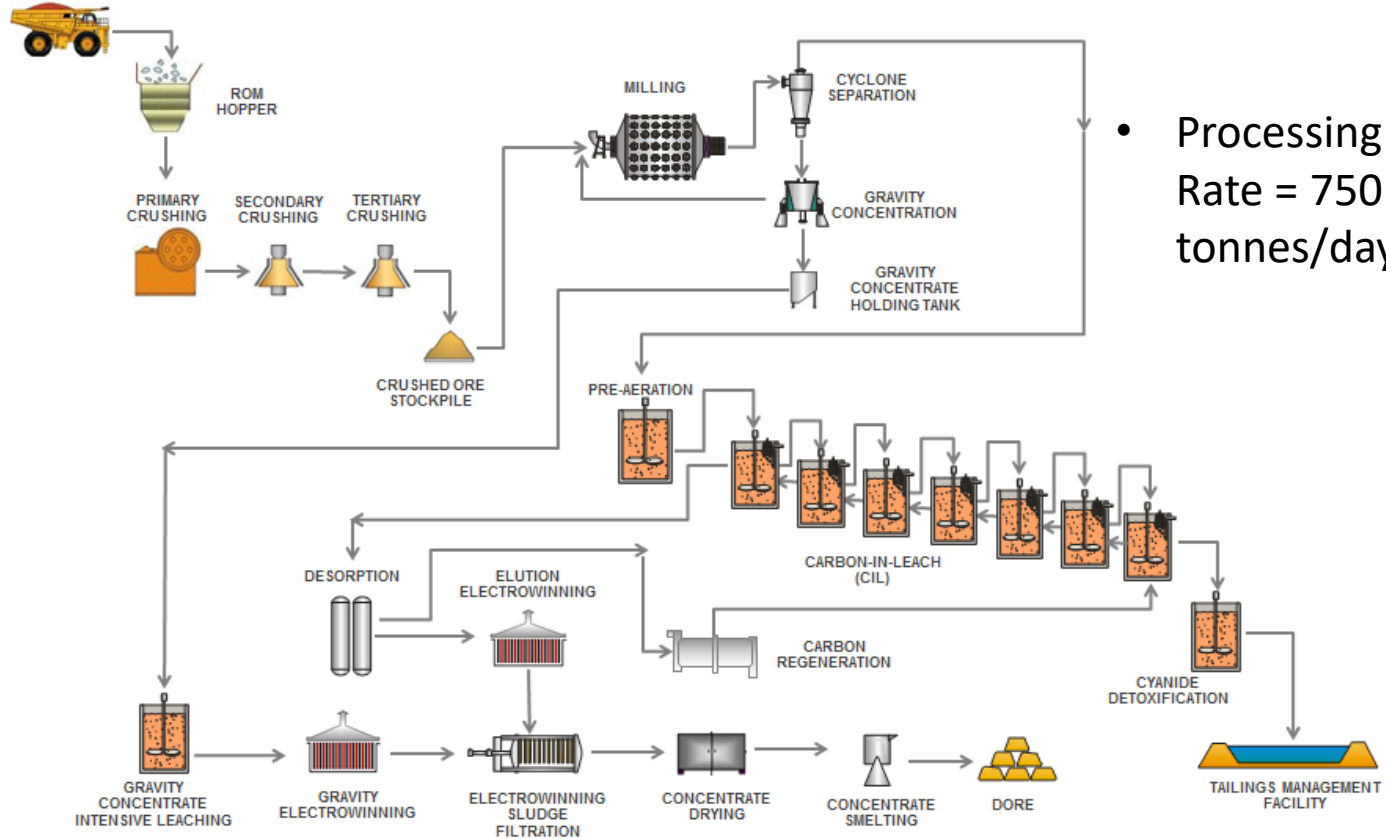 ROM
HOPPER
MILLING
CYCLONE
SEPARATION
• Processing
Rate = 750
tonnes/day
PRIMARY
CRUSHING
SECONDARY
CRUSHING
TERTIARY
CRUSHING
GRAVITY
CONCENTRATION
GRAVITY
CONCENTRATE
HOLDING TANK
CRUSHED ORE
STOCKPILE
PRE-AERATION
CARBON-IN-LEACH
(CIL)
DESORPTION
ELUTION
ELECTROWINNING
CARBON
REGENERATION
CYANIDE
DETOXIFICATION
GRAVITY
CONCENTRATE
INTENSIVE LEACHING
GRAVITY
ELECTROWINNING
ELECTROWINNING
SLUDGE
FILTRATION
CONCENTRATE
DRYING
CONCENTRATE
SMELTING
DORE
TAILINGS MANAGEMENT
FACILITY